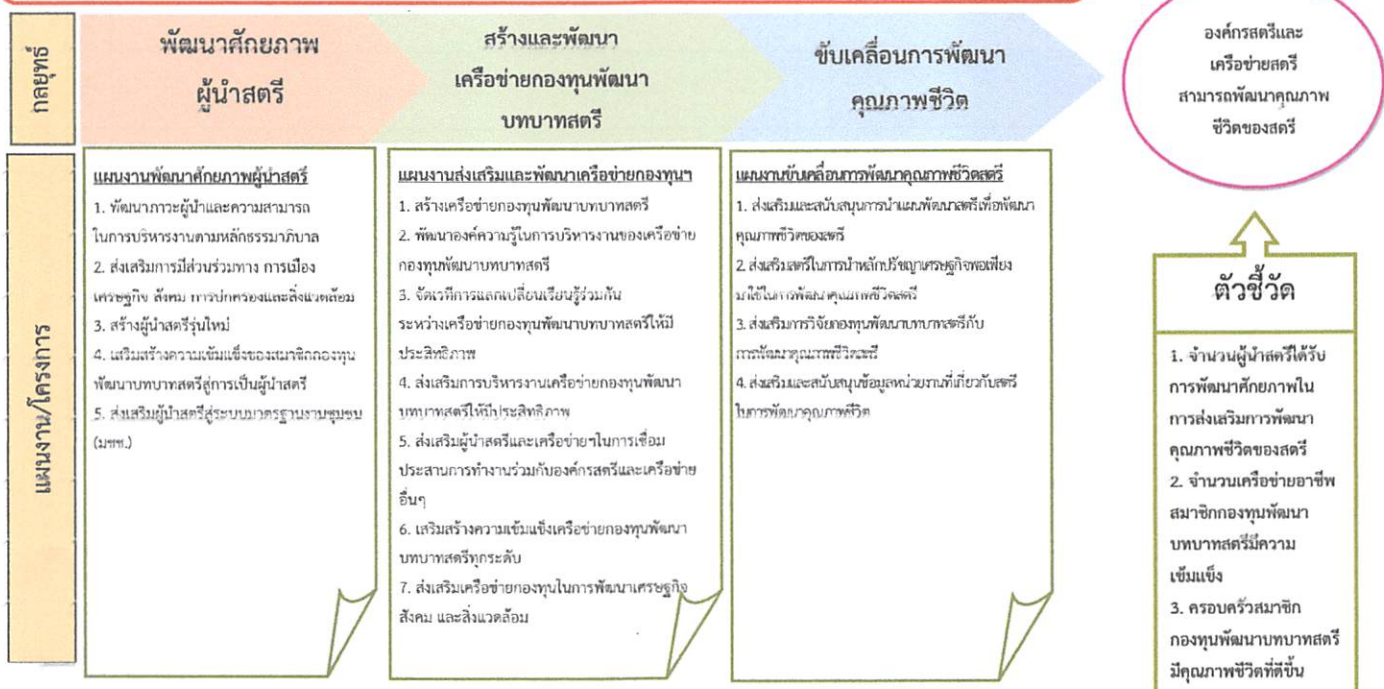 กลยุทธ์
พัฒนาศักยภาพ
ผู้นำสตรี
สร้างและพัฒนา
เครือข่ายกองทุนพัฒนา
บทบาทสตรี
ขับเคลื่อนการพัฒนา
คุณภาพชีวิต
องค์กรสตรีและ
เครือข่ายสตรี
สามารถพัฒนาคุณภาพ
ชีวิตของสตรี
แผนงาน/โครงการ
แผนงานพัฒนาศักยภาพผู้นำสตรี
1. พัฒนาภาวะผู้นำและความสามารถ
ในการบริหารงานตามหลักธรรมาภิบาล
2. ส่งเสริมการมีส่วนร่วมทาง การเมือง
เศรษฐกิจ สังคม การปกครองและสิ่งแวดล้อม
3. สร้างผู้นำสตรีรุ่นใหม่
4. เสริมสร้างความเข้มแข็งของสมาชิกกองทุน
พัฒนาบทบาทสตรีสู่การเป็นผู้นำสตรี
5. ส่งเสริมผู้นำสตรีสู่ระบบมาตรฐานงานชุมชน
(มชช.)
แผนงานส่งเสริมและพัฒนาเครือข่ายกองทุนฯ
1. สร้างเครือข่ายกองทุนพัฒนาบทบาทสตรี
2. พัฒนาองค์ความรู้ในการบริหารงานของเครือข่าย
กองทุนพัฒนาบทบาทสตรี
3. จัดเวทีการแลกเปลี่ยนเรียนรู้ร่วมกัน
ระหว่างเครือข่ายกองทุนพัฒนาบทบาทสตรีให้มี
ประสิทธิภาพ
4. ส่งเสริมการบริหารงานเครือข่ายกองทุนพัฒนา
บทบาทสตรีให้มีประสิทธิภาพ
5. ส่งเสริมผู้นำสตรีและเครือข่ายฯในการเชื่อม
ประสานการทำงานร่วมกับองค์กรสตรีและเครือข่าย
อื่นๆ
6. เสริมสร้างความเข้มแข็งเครือข่ายกองทุนพัฒนา
บทบาทสตรีทุกระดับ
7. ส่งเสริมเครือข่ายกองทุนในการพัฒนาเศรษฐกิจ
สังคม และสิ่งแวดล้อม
แผนงานขับเคลื่อนการพัฒนาคุณภาพชีวิตสตรี
1. ส่งเสริมและสนับสนุนการนำแผนพัฒนาสตรีเพื่อพัฒนา
คุณภาพชีวิตของสตรี
2. ส่งเสริมสตรีในการนำหลักปรัชญาเศรษฐกิจพอเพียง
มาใช้ในการพัฒนาคุณภาพชีวิตสตรี
3. ส่งเสริมการวิจัยกองทุนพัฒนาบทบาทสตรีกับ
การพัฒนาคุณภาพชีวิตสตรี
4. ส่งเสริมและสนับสนุนข้อมูลหน่วยงานที่เกี่ยวกับสตรี
ในการพัฒนาคุณภาพชีวิต
ตัวชี้วัด
1. จำนวนผู้นำสตรีได้รับ
การพัฒนาศักยภาพใน
การส่งเสริมการพัฒนา
คุณภาพชีวิตของสตรี
2. จำนวนเครือข่ายอาชีพ
สมาชิกกองทุนพัฒนา
บทบาทสตรีมีความ
เข้มแข็ง
3. ครอบครัวสมาชิก
กองทุนพัฒนาบทบาทสตรี
มีคุณภาพชีวิตที่ดีขึ้น